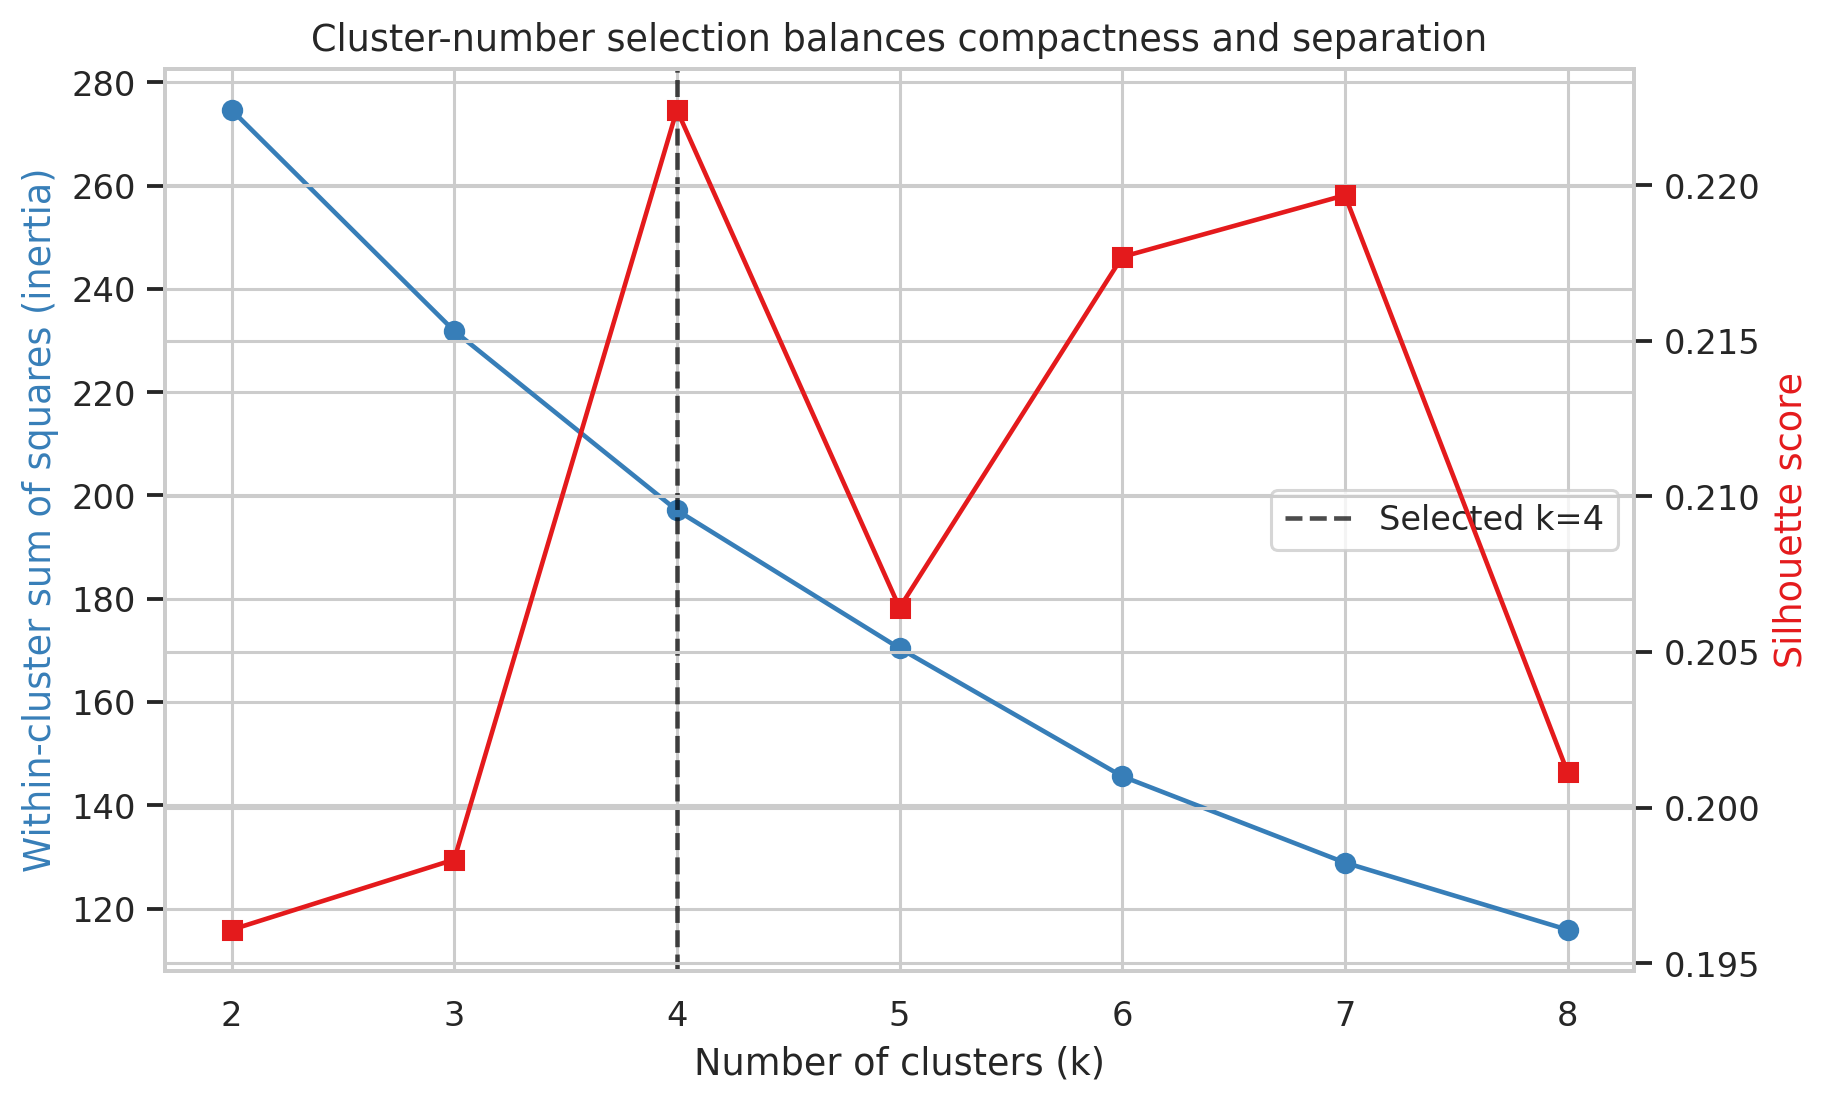 Cluster-number selection balances compactness and separation
Within-cluster sum of squares (inertia)
280
260
240
220
200
180
160
140
120
Selected k=4
0.220
0.215
0.210
0.205
0.200
0.195
Silhouette score
2 3 4 5 6 7 8
Number of clusters (k)